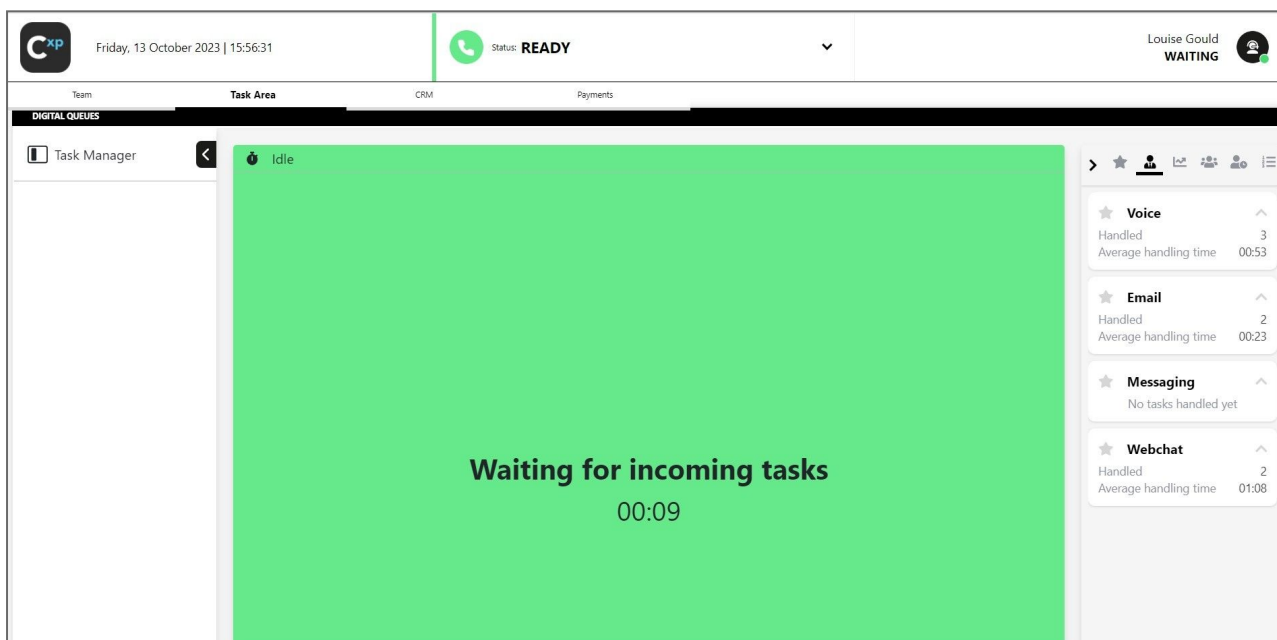 Cxp
Friday, 13 October 2023 | 15:56:31
Status: READY
Louise Gould
WAITING
Team
Task Area
CRM
Payments
DIGITAL QUEUES
Task Manager
Idle
Waiting for incoming tasks
00:09
Voice
Handled 3
Average handling time 00:53
Email
Handled 2
Average handling time 00:23
Messaging
No tasks handled yet
Webchat
Handled 2
Average handling time 01:08